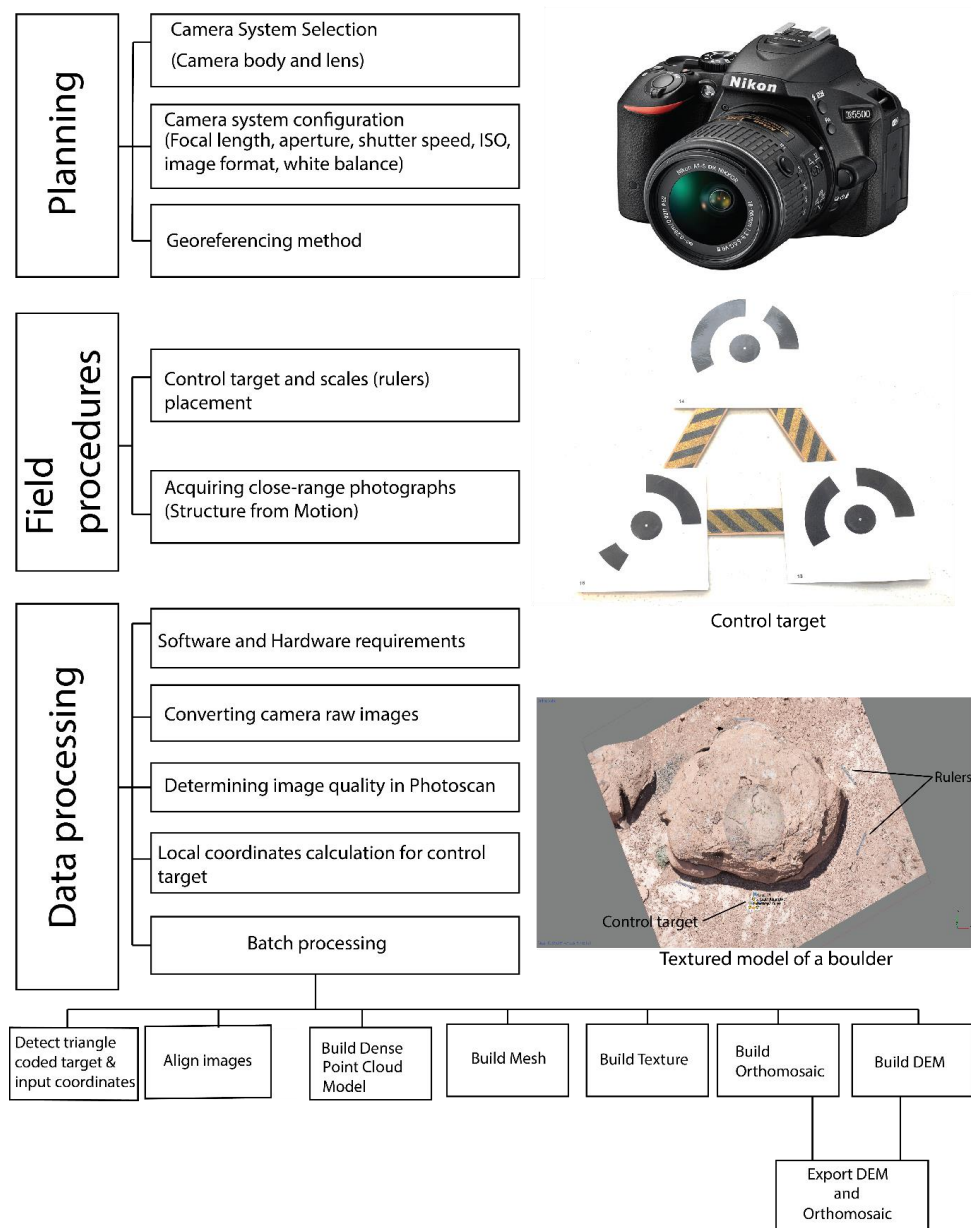 Planning
Camera System Selection
(Camera body and lens)
Camera system configuration
(Focal length, aperture, shutter speed, ISO,
image format, white balance)
Georeferencing method
Nikon
D5500
Field
procedures
Control target and scales (rulers)
placement
Acquiring close-range photographs
(Structure from Motion)
14
Control target
Data processing
Software and Hardware requirements
Converting camera raw images
Determining image quality in Photoscan
Local coordinates calculation for control
target
Batch processing
Rulers
Control target
Textured model of a boulder
Detect triangle
coded target &
input coordinates
Align images
Build Dense
Point Cloud
Model
Build Mesh
Build Texture
Build
Orthomosaic
Build DEM
Export DEM
and
Orthomosaic